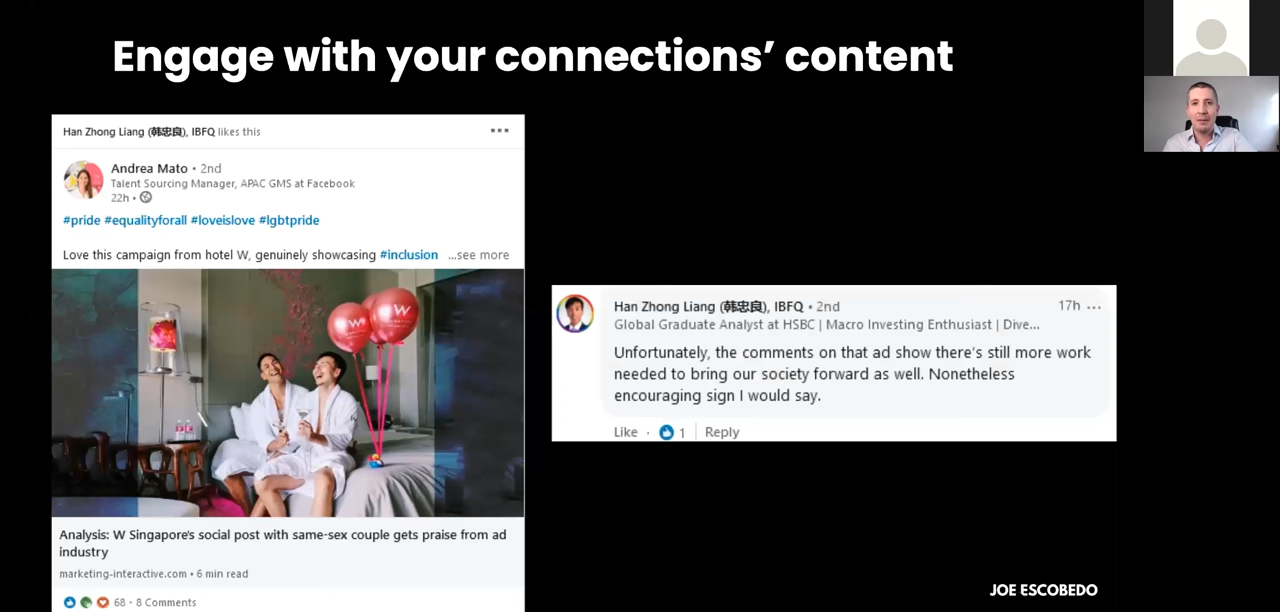 Engage with your connections' content
Han Zhong Liang (韩忠良), IBFQ likes this
Andrea Mato • 2nd
Talent Sourcing Manager, APAC GMS at Facebook
22h •
#pride #equalityforall #loveislove #lgbtpride
Love this campaign from hotel W, genuinely showcasing #inclusion ...see more
W
W
Analysis: W Singapore's social post with same-sex couple gets praise from ad
industry
marketing-interactive.com • 6 min read
68 · 8 Comments
Han Zhong Liang (韩忠良), IBFQ • 2nd
17h ...
Global Graduate Analyst at HSBC | Macro Investing Enthusiast | Dive...
Unfortunately, the comments on that ad show there's still more work
needed to bring our society forward as well. Nonetheless
encouraging sign I would say.
Like · 1 | Reply
JOE ESCOBEDO